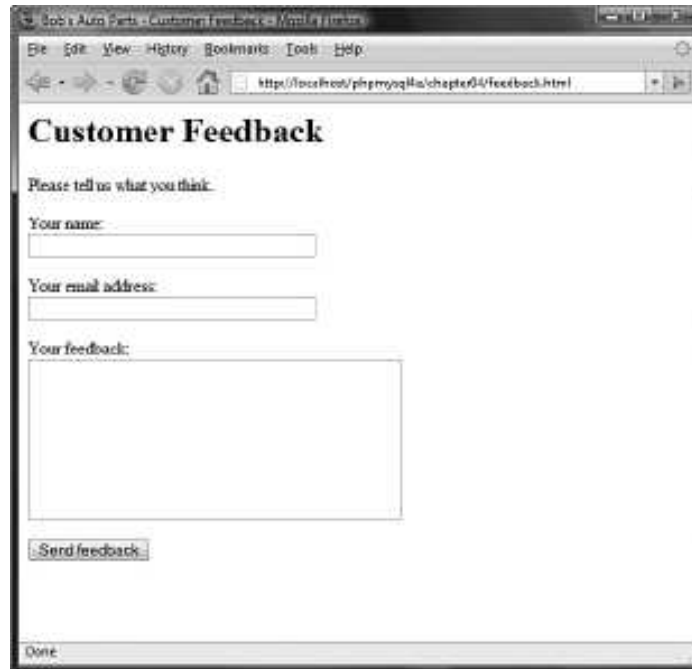 Bob's Auto Parts - Customer Feedback - Mozilla Firefox
File Edit View History Bookmarks Tools Help
http://localhost/phpmysql4e/chapter04/feedback.html
Customer Feedback
Please tell us what you think.
Your name:
Your email address:
Your feedback:
Send feedback
Done